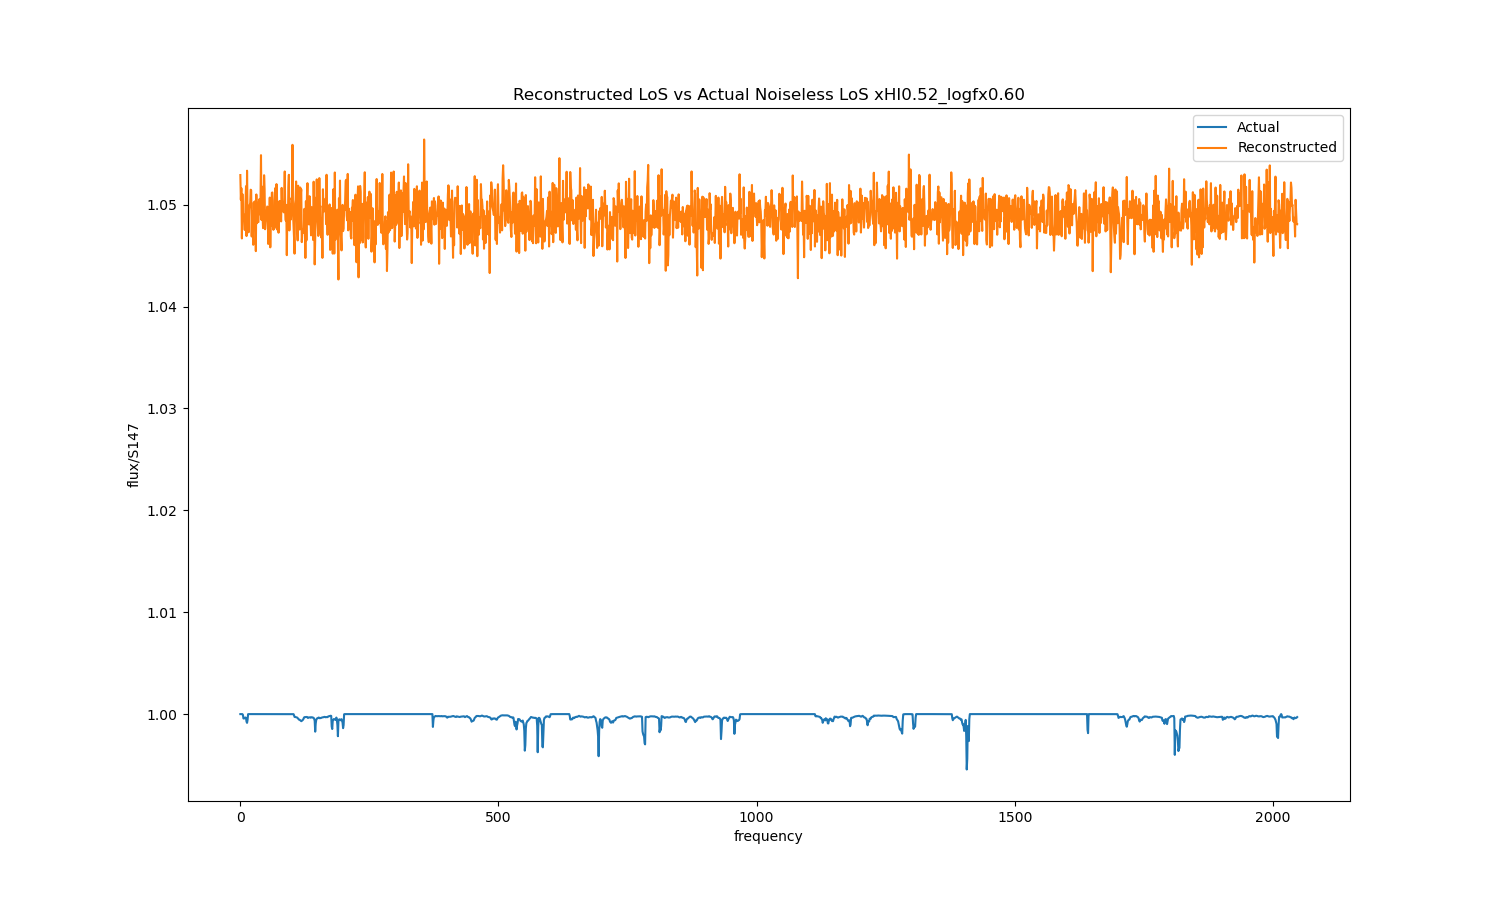 Reconstructed LoS vs Actual Noiseless LoS xHI0.52_logfx0.60
Actual
Reconstructed
1.05
1.04
1.03
1.02
1.01
1.00
flux/S147
0 500 1000 1500 2000
frequency